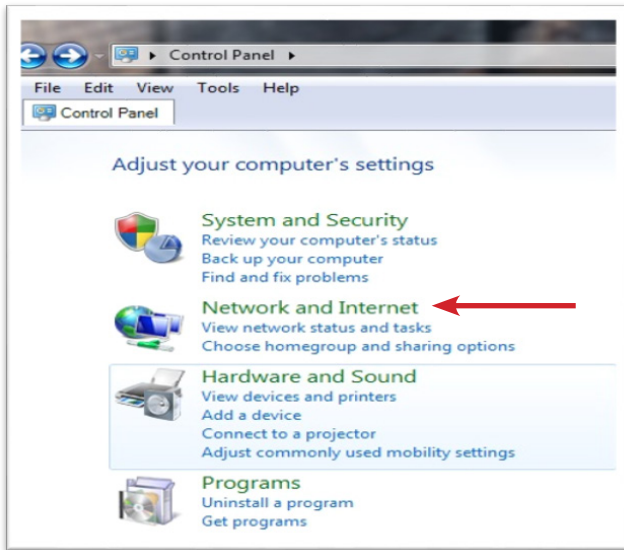 Control Panel
File Edit View Tools Help
Control Panel
Adjust your computer's settings
System and Security
Review your computer's status
Back up your computer
Find and fix problems
Network and Internet
View network status and tasks
Choose homegroup and sharing options
Hardware and Sound
View devices and printers
Add a device
Connect to a projector
Adjust commonly used mobility settings
Programs
Uninstall a program
Get programs